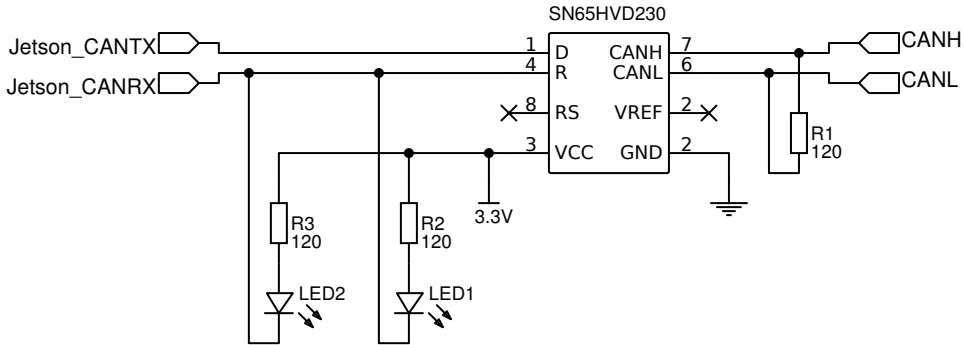 SN65HVD230
Jetson_CANTX
1
D
CANH
7
CANH
Jetson_CANRX
4
R
CANL
6
CANL
8
RS
VREF
2
3
VCC
GND
2
R1
120
3.3V
R3
120
R2
120
LED2
LED1